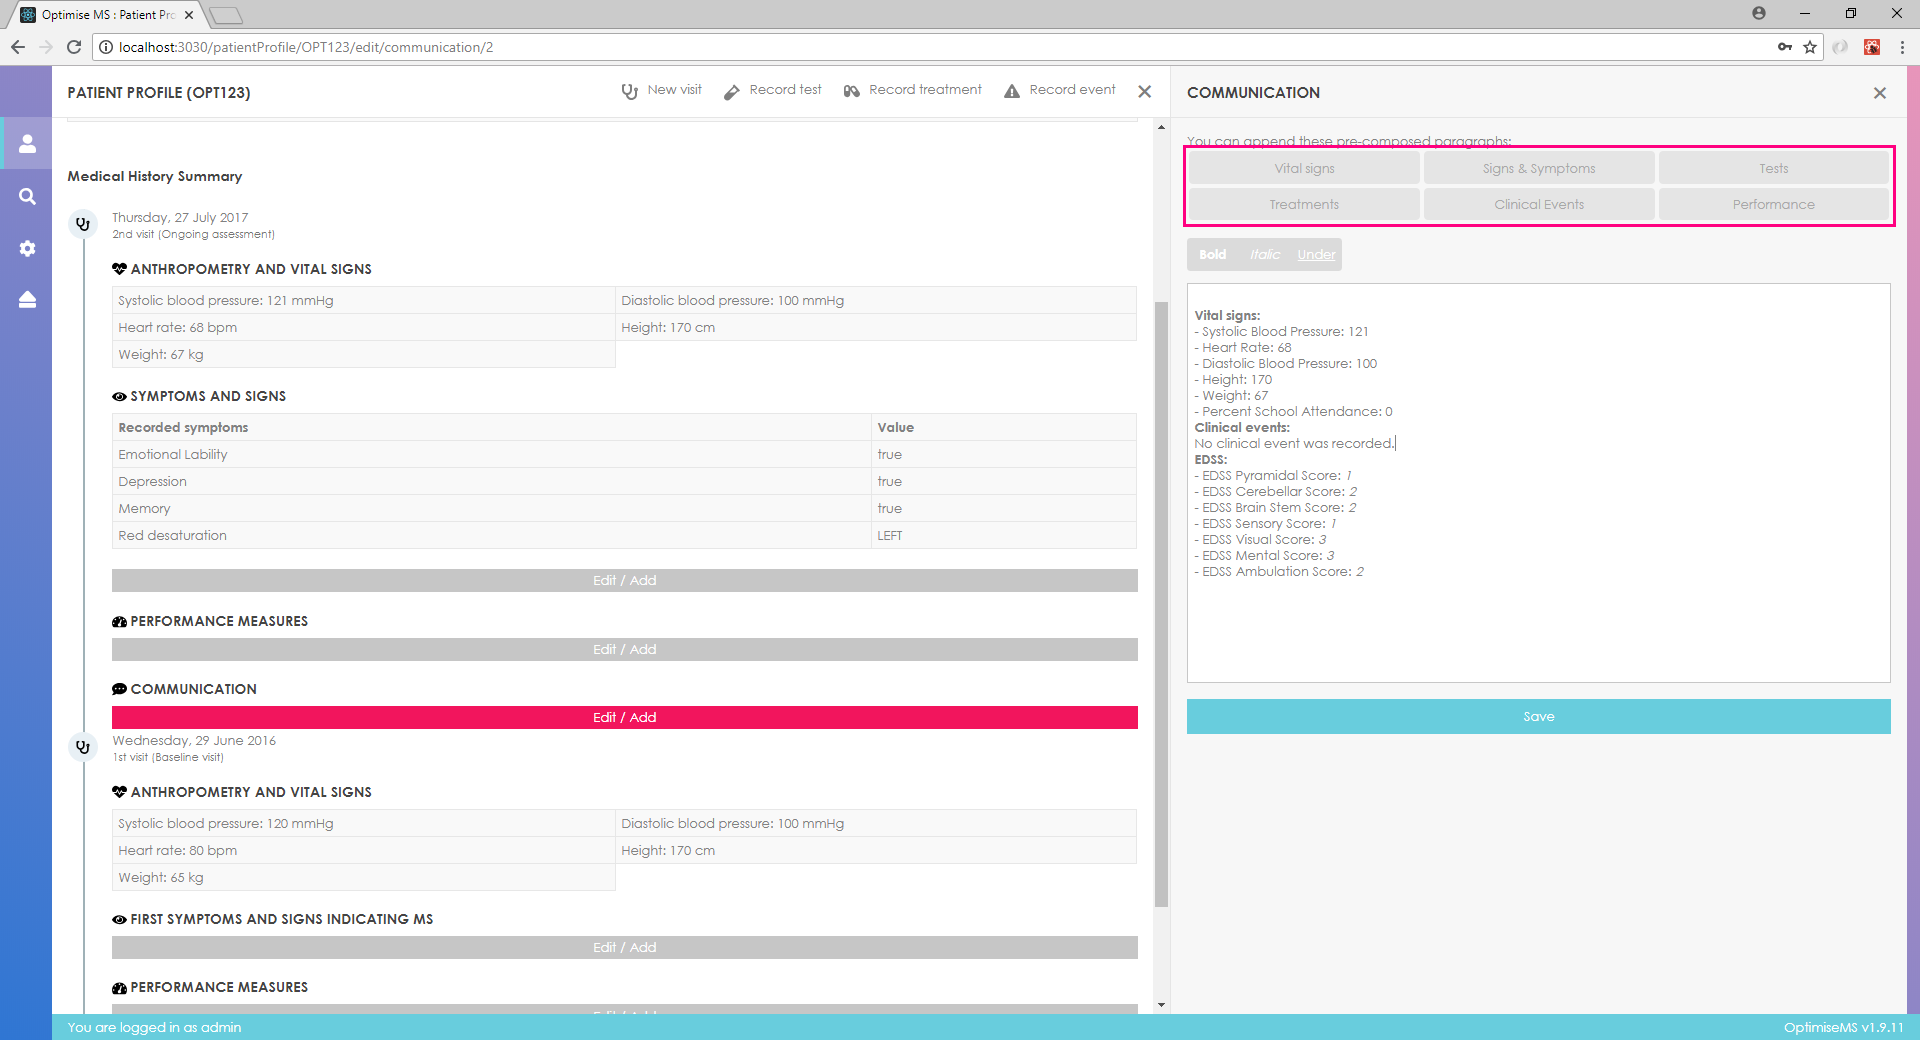 Optimise MS : Patient Pro
localhost:3030/patientProfile/OPT123/edit/communication/2
PATIENT PROFILE (OPT123)
New visit
Record test
Record treatment
Record event
Medical History Summary
Thursday, 27 July 2017
2nd visit (Ongoing assessment)
ANTHROPOMETRY AND VITAL SIGNS
Systolic blood pressure: 121 mmHg
Diastolic blood pressure: 100 mmHg
Heart rate: 68 bpm
Height: 170 cm
Weight: 67 kg
SYMPTOMS AND SIGNS
Recorded symptoms
Value
Emotional Lability
true
Depression
true
Memory
true
Red desaturation
LEFT
Edit / Add
PERFORMANCE MEASURES
Edit / Add
COMMUNICATION
Edit / Add
Wednesday, 29 June 2016
1st visit (Baseline visit)
ANTHROPOMETRY AND VITAL SIGNS
Systolic blood pressure: 120 mmHg
Diastolic blood pressure: 100 mmHg
Heart rate: 80 bpm
Height: 170 cm
Weight: 65 kg
FIRST SYMPTOMS AND SIGNS INDICATING MS
Edit / Add
PERFORMANCE MEASURES
Edit / Add
COMMUNICATION
You can append these pre-composed paragraphs:
Vital signs
Signs & Symptoms
Tests
Treatments
Clinical Events
Performance
Bold
Italic
Under
Vital signs:
- Systolic Blood Pressure: 121
- Heart Rate: 68
- Diastolic Blood Pressure: 100
- Height: 170
- Weight: 67
- Percent School Attendance: 0
Clinical events:
No clinical event was recorded.
EDSS:
- EDSS Pyramidal Score: 1
- EDSS Cerebellar Score: 2
- EDSS Brain Stem Score: 2
- EDSS Sensory Score: 1
- EDSS Visual Score: 3
- EDSS Mental Score: 3
- EDSS Ambulation Score: 2
Save
You are logged in as admin
OptimiseMS v1.9.11